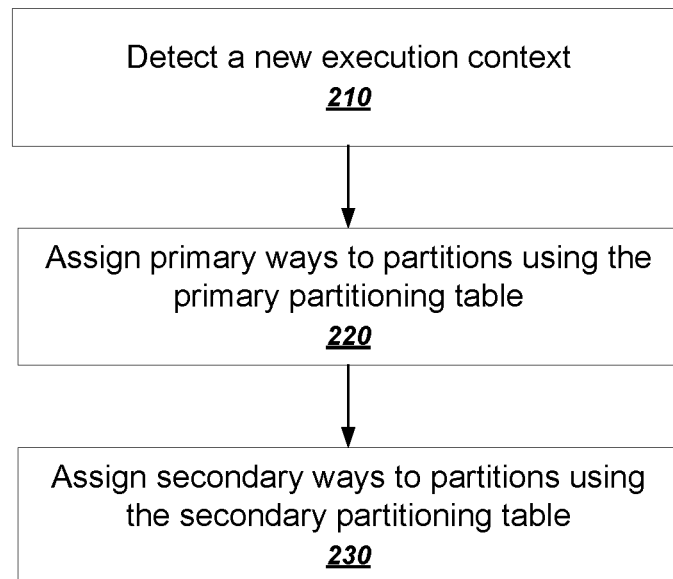 Detect a new execution context
210
Assign primary ways to partitions using the
primary partitioning table
220
Assign secondary ways to partitions using
the secondary partitioning table
230